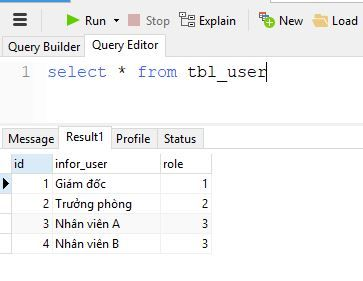 Run Stop Explain New Load
Query Builder Query Editor
1 select * from tbl_user
Message Result1 Profile Status
id infor_user role
1 Giám đốc 1
2 Trưởng phòng 2
3 Nhân viên A 3
4 Nhân viên B 3